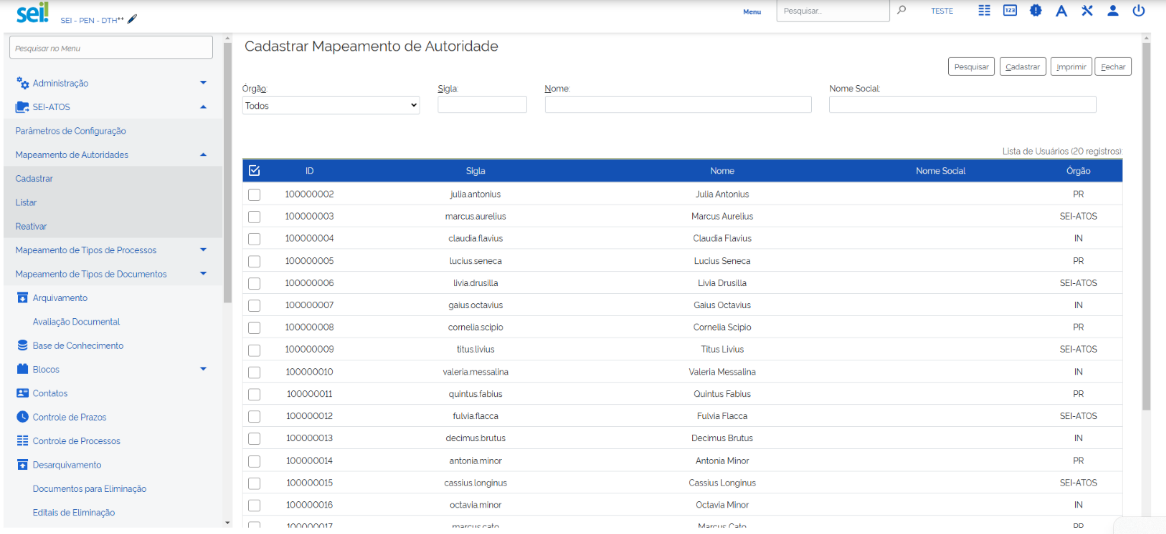 sei! SEI - PEN - DTH**
Menu
Pesquisar...
TESTE
123
A
Pesquisar no Menu
Administração
SEI-ATOS
Parâmetros de Configuração
Mapeamento de Autoridades
Cadastrar
Listar
Reativar
Mapeamento de Tipos de Processos
Mapeamento de Tipos de Documentos
Arquivamento
Avaliação Documental
Base de Conhecimento
Blocos
Contatos
Controle de Prazos
Controle de Processos
Desarquivamento
Documentos para Eliminação
Editais de Eliminação
Cadastrar Mapeamento de Autoridade
Pesquisar Cadastrar Imprimir Fechar
Órgão: Sigla: Nome: Nome Social:
Todos
Lista de Usuários (20 registros):
ID Sigla Nome Nome Social Órgão
100000002 julia.antonius Julia Antonius PR
100000003 marcus.aurelius Marcus Aurelius SEI-ATOS
100000004 claudia.flavius Claudia Flavius IN
100000005 lucius.seneca Lucius Seneca PR
100000006 livia.drusilla Livia Drusilla SEI-ATOS
100000007 gaius.octavius Gaius Octavius IN
100000008 cornelia.scipio Cornelia Scipio PR
100000009 titus.livius Titus Livius SEI-ATOS
100000010 valeria.messalina Valeria Messalina IN
100000011 quintus.fabius Quintus Fabius PR
100000012 fulvia.flacca Fulvia Flacca SEI-ATOS
100000013 decimus.brutus Decimus Brutus IN
100000014 antonia.minor Antonia Minor PR
100000015 cassius.longinus Cassius Longinus SEI-ATOS
100000016 octavia.minor Octavia Minor IN
100000017 marcus.cato Marcus Cato PR